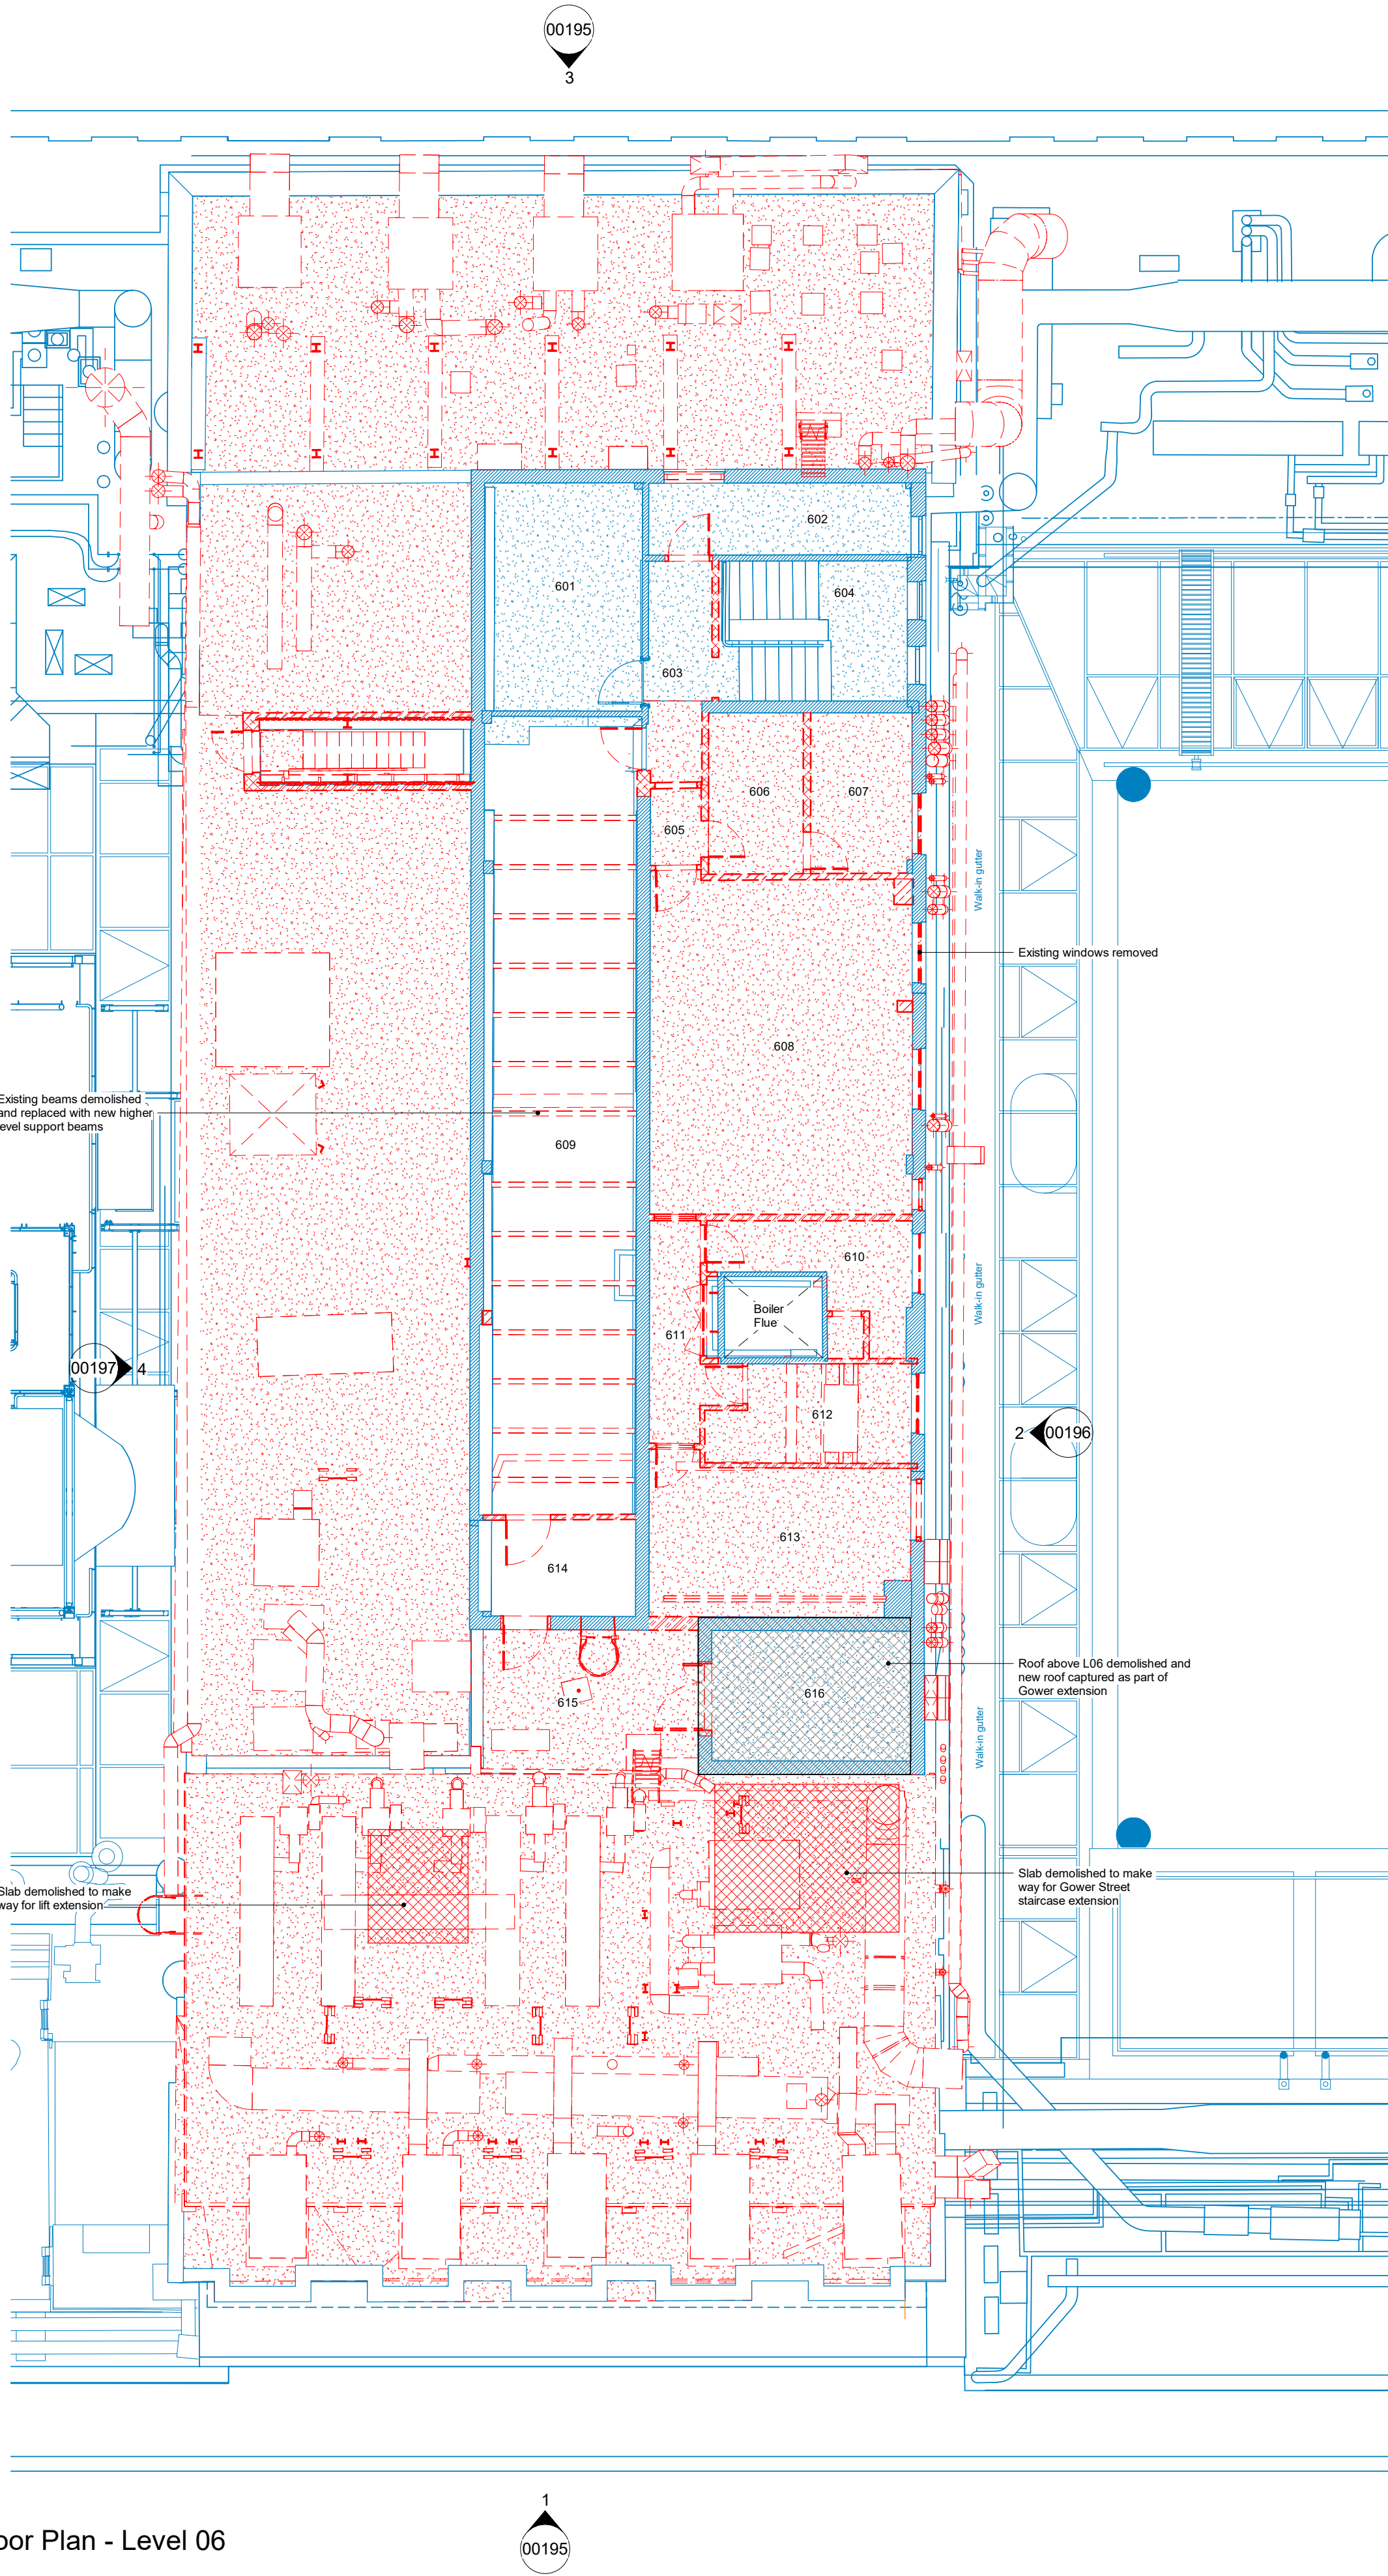 00195
3
602
601
604
603
606
607
605
Walk-in gutter
Existing windows removed
608
Existing beams demolished
and replaced with new higher
level support beams
609
610
Walk-in gutter
Boiler
Flue
611
00197
4
612
2
00196
613
614
Roof above L06 demolished and
new roof captured as part of
Gower extension
616
615
Walk-in gutter
Slab demolished to make
way for Gower Street
staircase extension
Slab demolished to make
way for lift extension
1
00195
oor Plan - Level 06